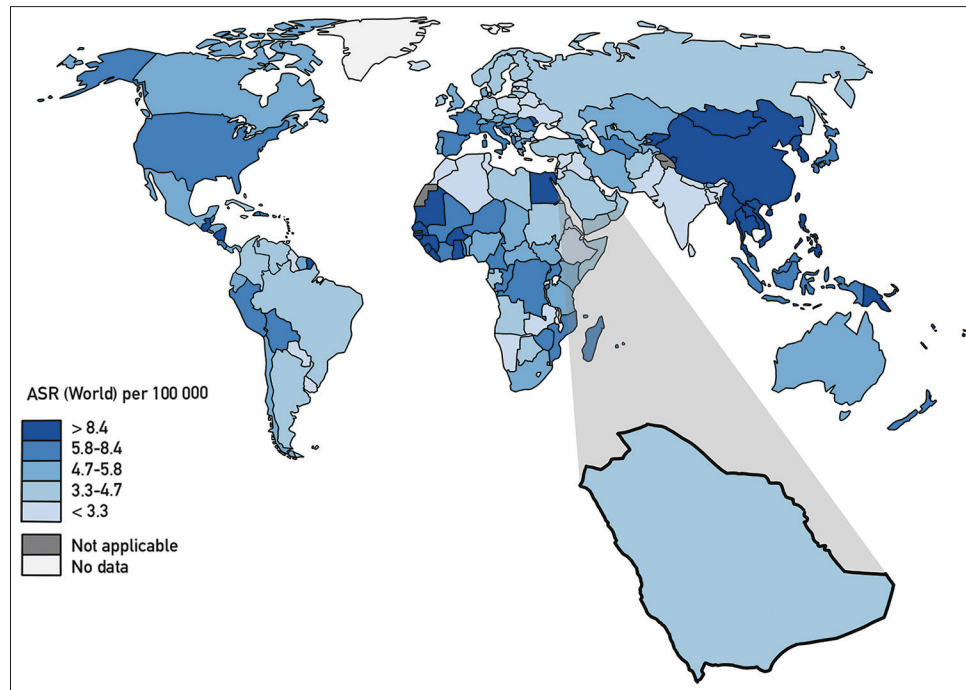 ASR (World) per 100 000
> 8.4
5.8–8.4
4.7–5.8
3.3–4.7
< 3.3
Not applicable
No data